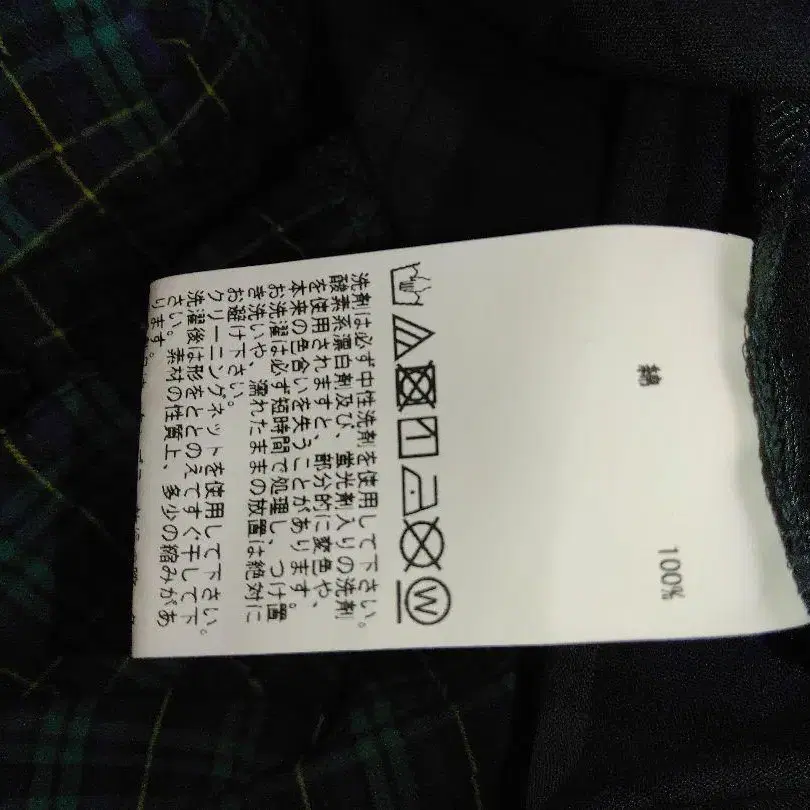 綿 100%
W
洗剤は必ず中性洗剤を使用して下さい。
酸素系漂白剤及び、蛍光剤入りの洗剤
を使用されますと、部分的に変色や、
本来の色合いを失うことがあります。
お洗濯は必ず短時間で処理し、つけ置
き洗いや、濡れたままの放置は絶対に
お避け下さい。
クリーニングネットを使用して下さい。
洗濯後は形をととのえてすぐ干して下
さい。素材の性質上、多少の縮みがあ
ります。